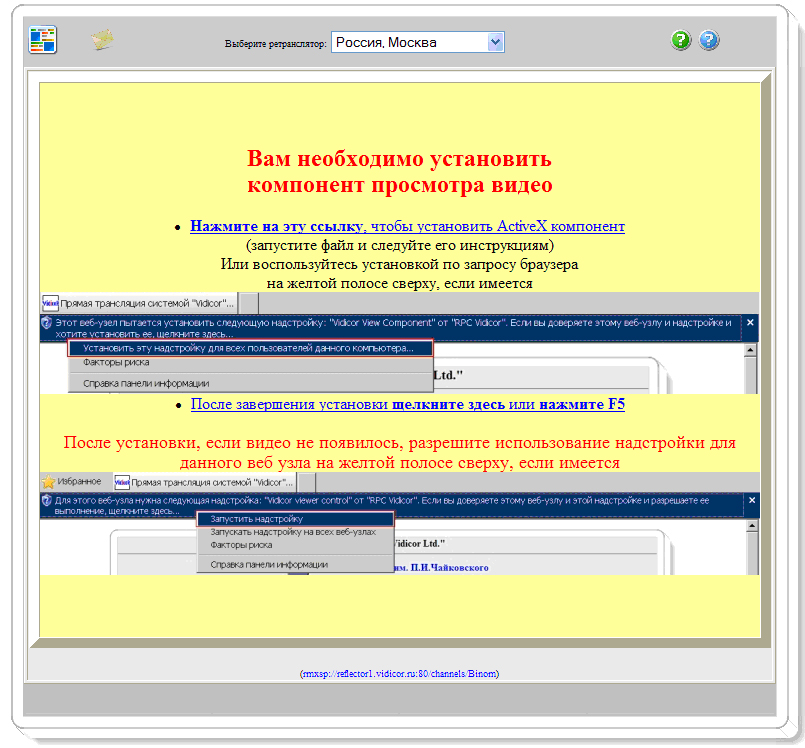 Выберите ретранслятор: Россия, Москва
Вам необходимо установить
компонент просмотра видео
Нажмите на эту ссылку, чтобы установить ActiveX компонент
(запустите файл и следуйте его инструкциям)
Или воспользуйтесь установкой по запросу браузера
на желтой полосе сверху, если имеется
Прямая трансляция системой "Vidicor"...
Этот веб-узел пытается установить следующую надстройку: "Vidicor View Component" от "RPC Vidicor". Если вы доверяете этому веб-узлу и надстройке и
хотите установить ее, щелкните здесь...
Установить эту надстройку для всех пользователей данного компьютера...
Факторы риска
Ltd."
Справка панели информации
После завершения установки щелкните здесь или нажмите F5
После установки, если видео не появилось, разрешите использование надстройки для
данного веб узла на желтой полосе сверху, если имеется
Избранное
Прямая трансляция системой "Vidicor"...
Для этого веб-узла нужна следующая надстройка: "Vidicor viewer control" от "RPC Vidicor". Если вы доверяете этому веб-узлу и этой надстройке и разрешаете ее
выполнение, щелкните здесь...
Запустить надстройку
Запускать надстройку на всех веб-узлах
Факторы риска
idicor Ltd."
Справка панели информации
им. П.И.Чайковского
(rmxsp://reflector1.vidicor.ru:80/channels/Binom)